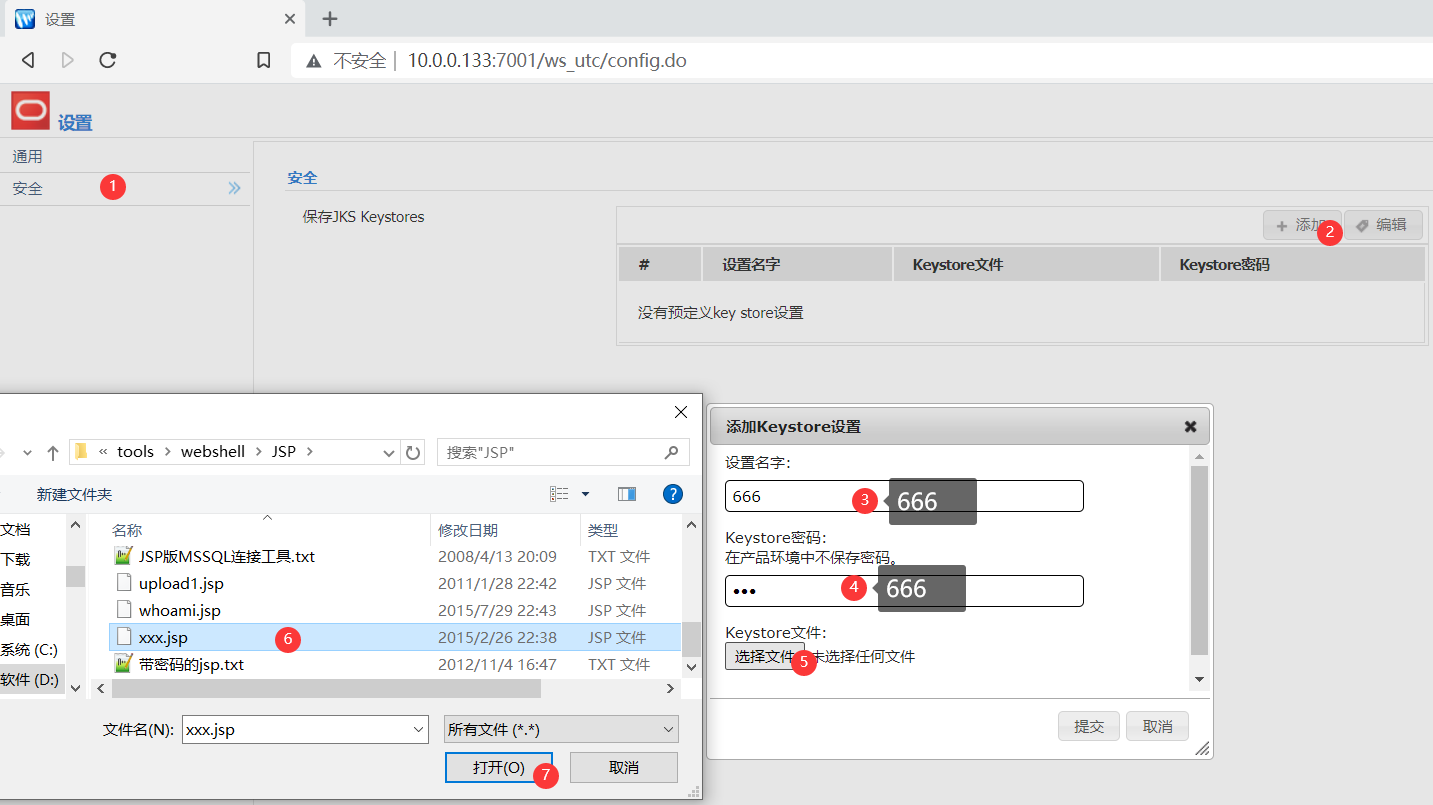 设置
不安全 | 10.0.0.133:7001/ws_utc/config.do
设置
通用
安全
1
安全
保存JKS Keystores
添加
2
编辑
#
设置名字
Keystore文件
Keystore密码
没有预定义key store设置
« tools > webshell > JSP >
搜索"JSP"
新建文件夹
?
文档
下载
音乐
桌面
系统 (C:)
软件 (D:)
名称
修改日期
类型
JSP版MSSQL连接工具.txt
2008/4/13 20:09
TXT 文件
upload1.jsp
2011/1/28 22:42
JSP 文件
whoami.jsp
2015/7/29 22:43
JSP 文件
xxx.jsp
6
2015/2/26 22:38
JSP 文件
带密码的jsp.txt
2012/11/4 16:47
TXT 文件
文件名(N):
xxx.jsp
所有文件 (*.*)
打开(O)
7
取消
添加Keystore设置
设置名字:
666
3
666
Keystore密码:
在产品环境中不保存密码。
•••
4
666
Keystore文件:
选择文件
5
未选择任何文件
提交
取消